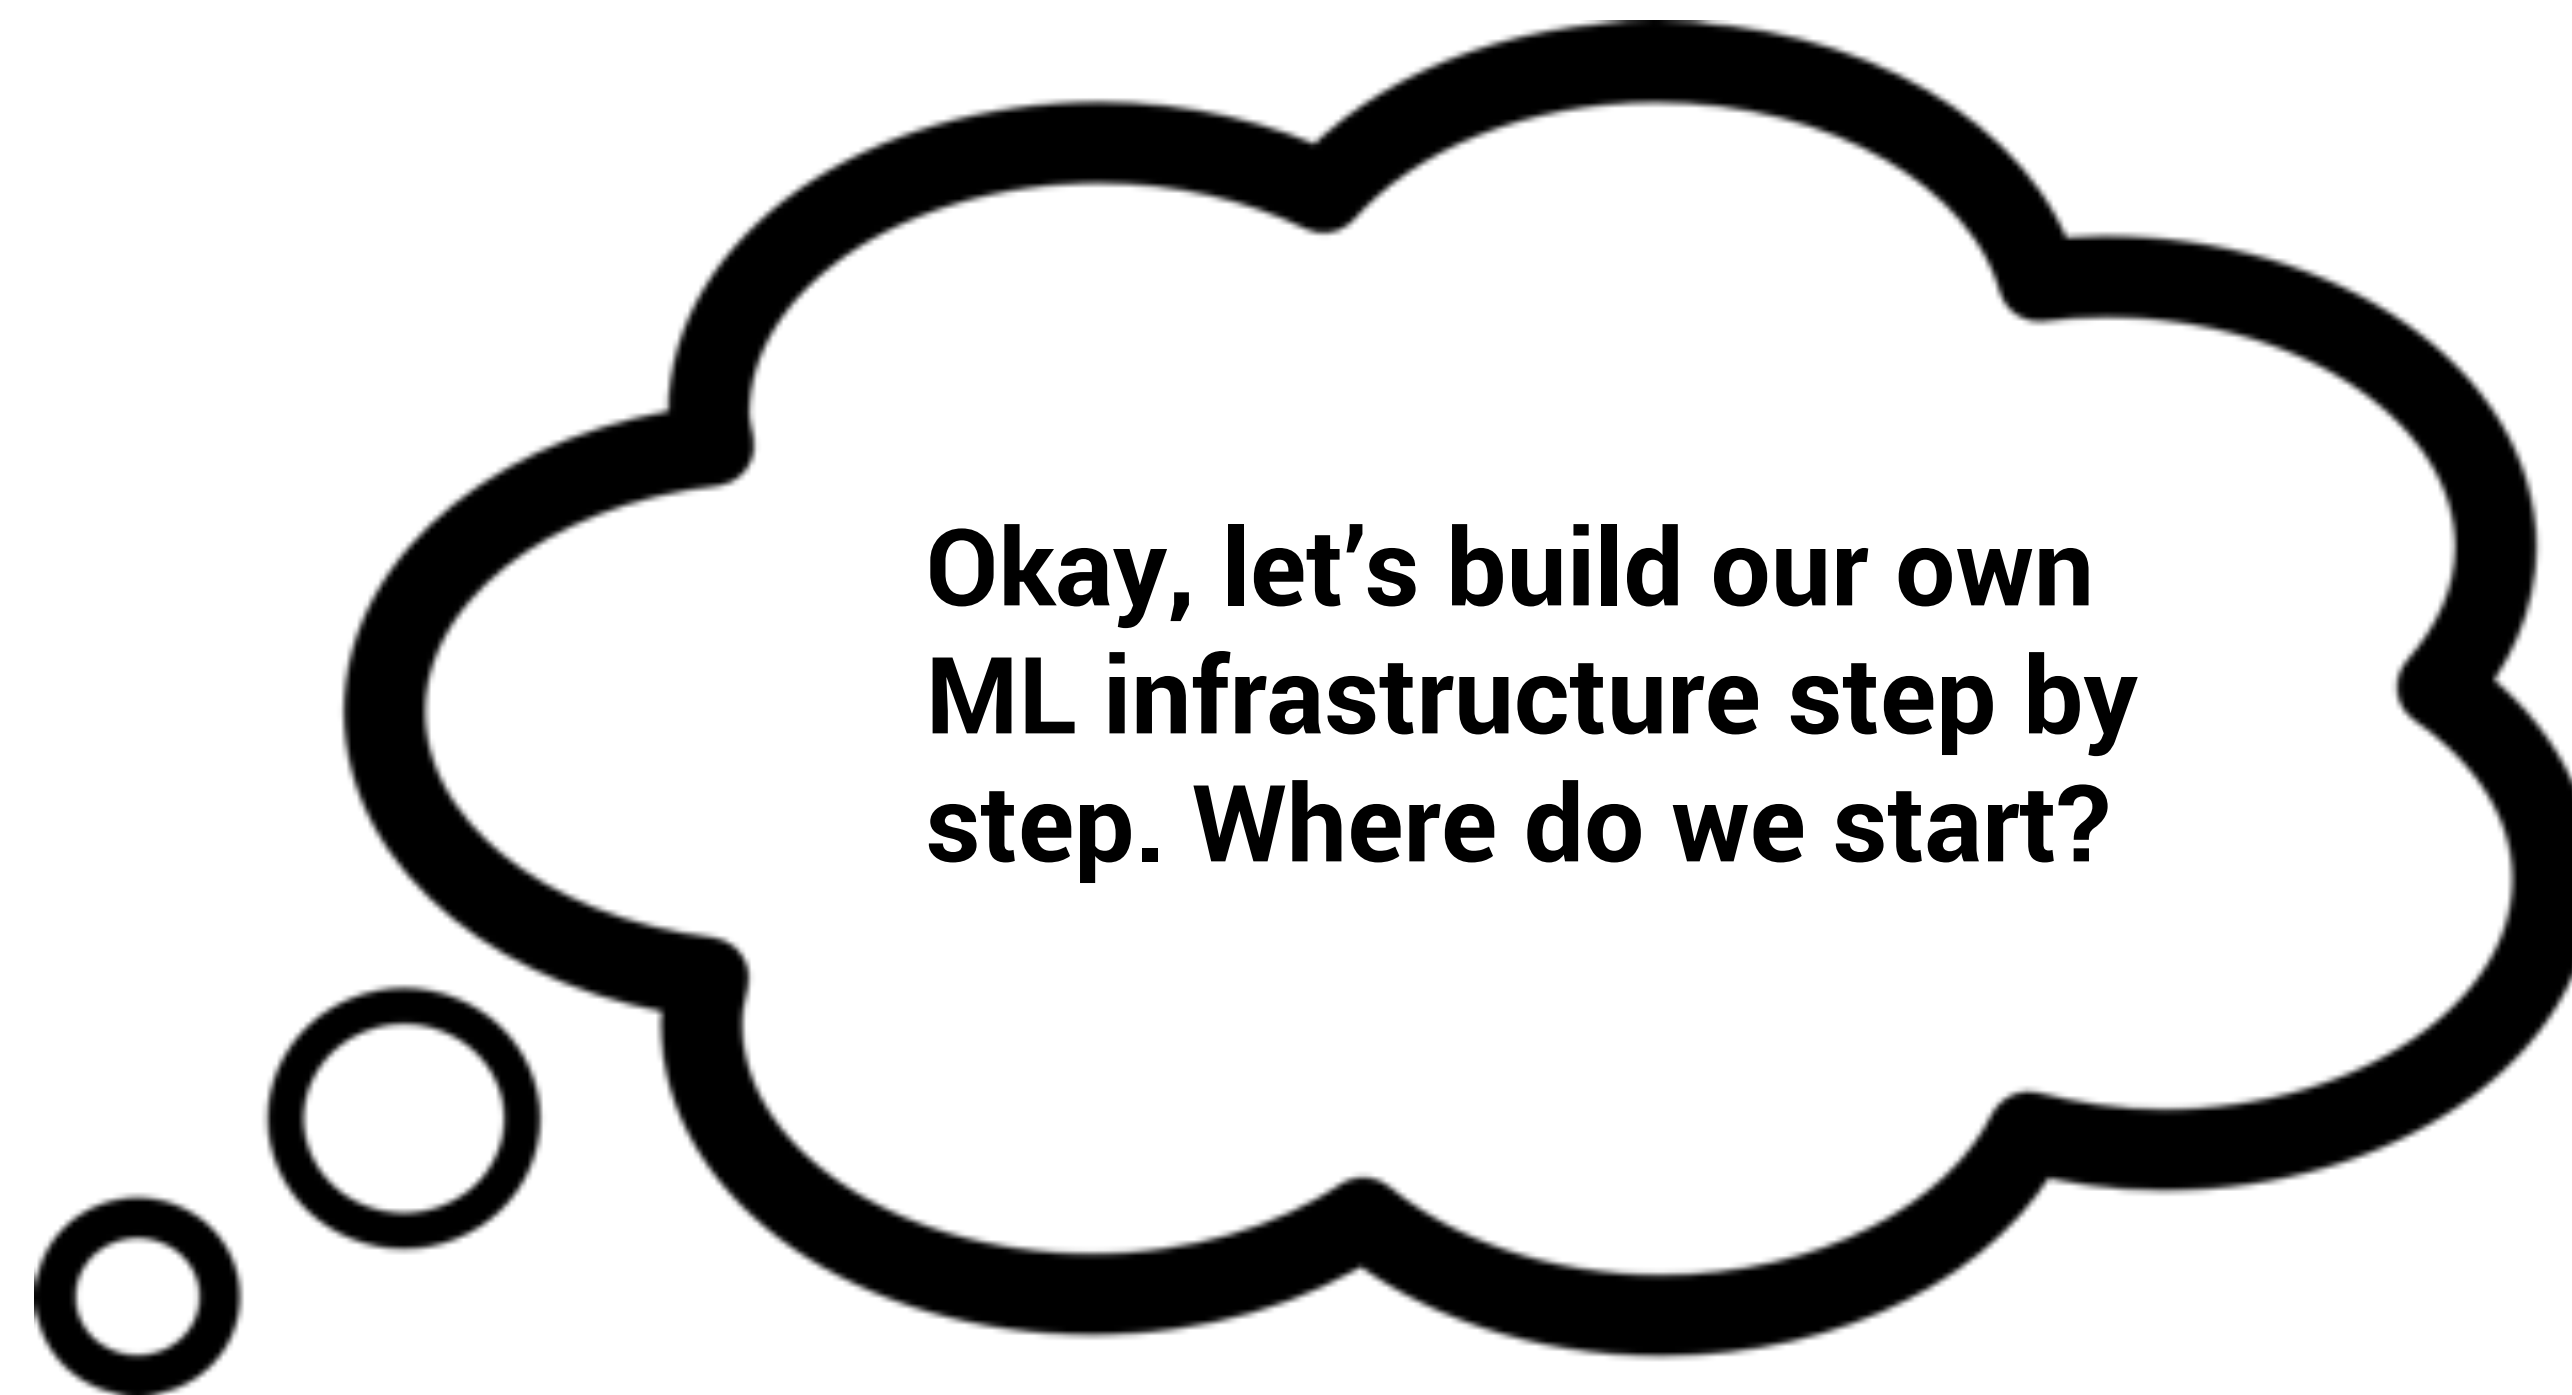 Okay, let’s build our own
ML infrastructure step by
step. Where do we start?